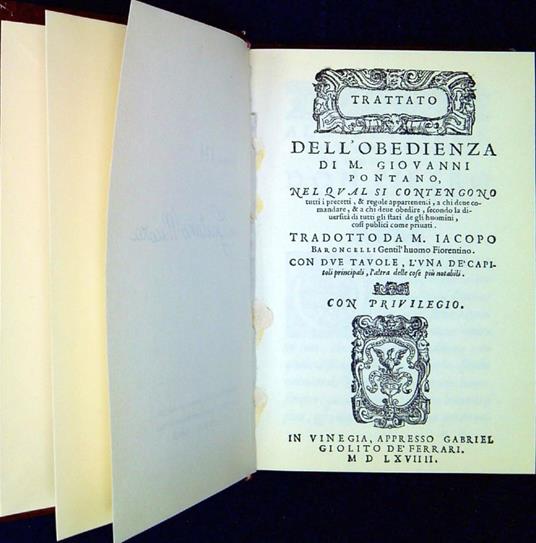 TRATTATO
DELL'OBEDIENZA
DI M. GIOVANNI
PONTANO,
NEL QVAL SI CONTENGONO
tutti i precetti, & regole appartenenti, a chi deue co-
mandare, & a chi deue obedire, secondo la di-
uersità di tutti gli stati de gli huomini,
così publici come priuati.
TRADOTTO DA M. IACOPO
BARONCELLI Gentil'huomo Fiorentino.
CON DVE TAVOLE, L'VNA DE' CAPI-
toli principali, l'altra delle cose più notabili.
CON PRIVILEGIO.
IN VINEGIA, APPRESSO GABRIEL
GIOLITO DE' FERRARI.
M D LXVIIII.